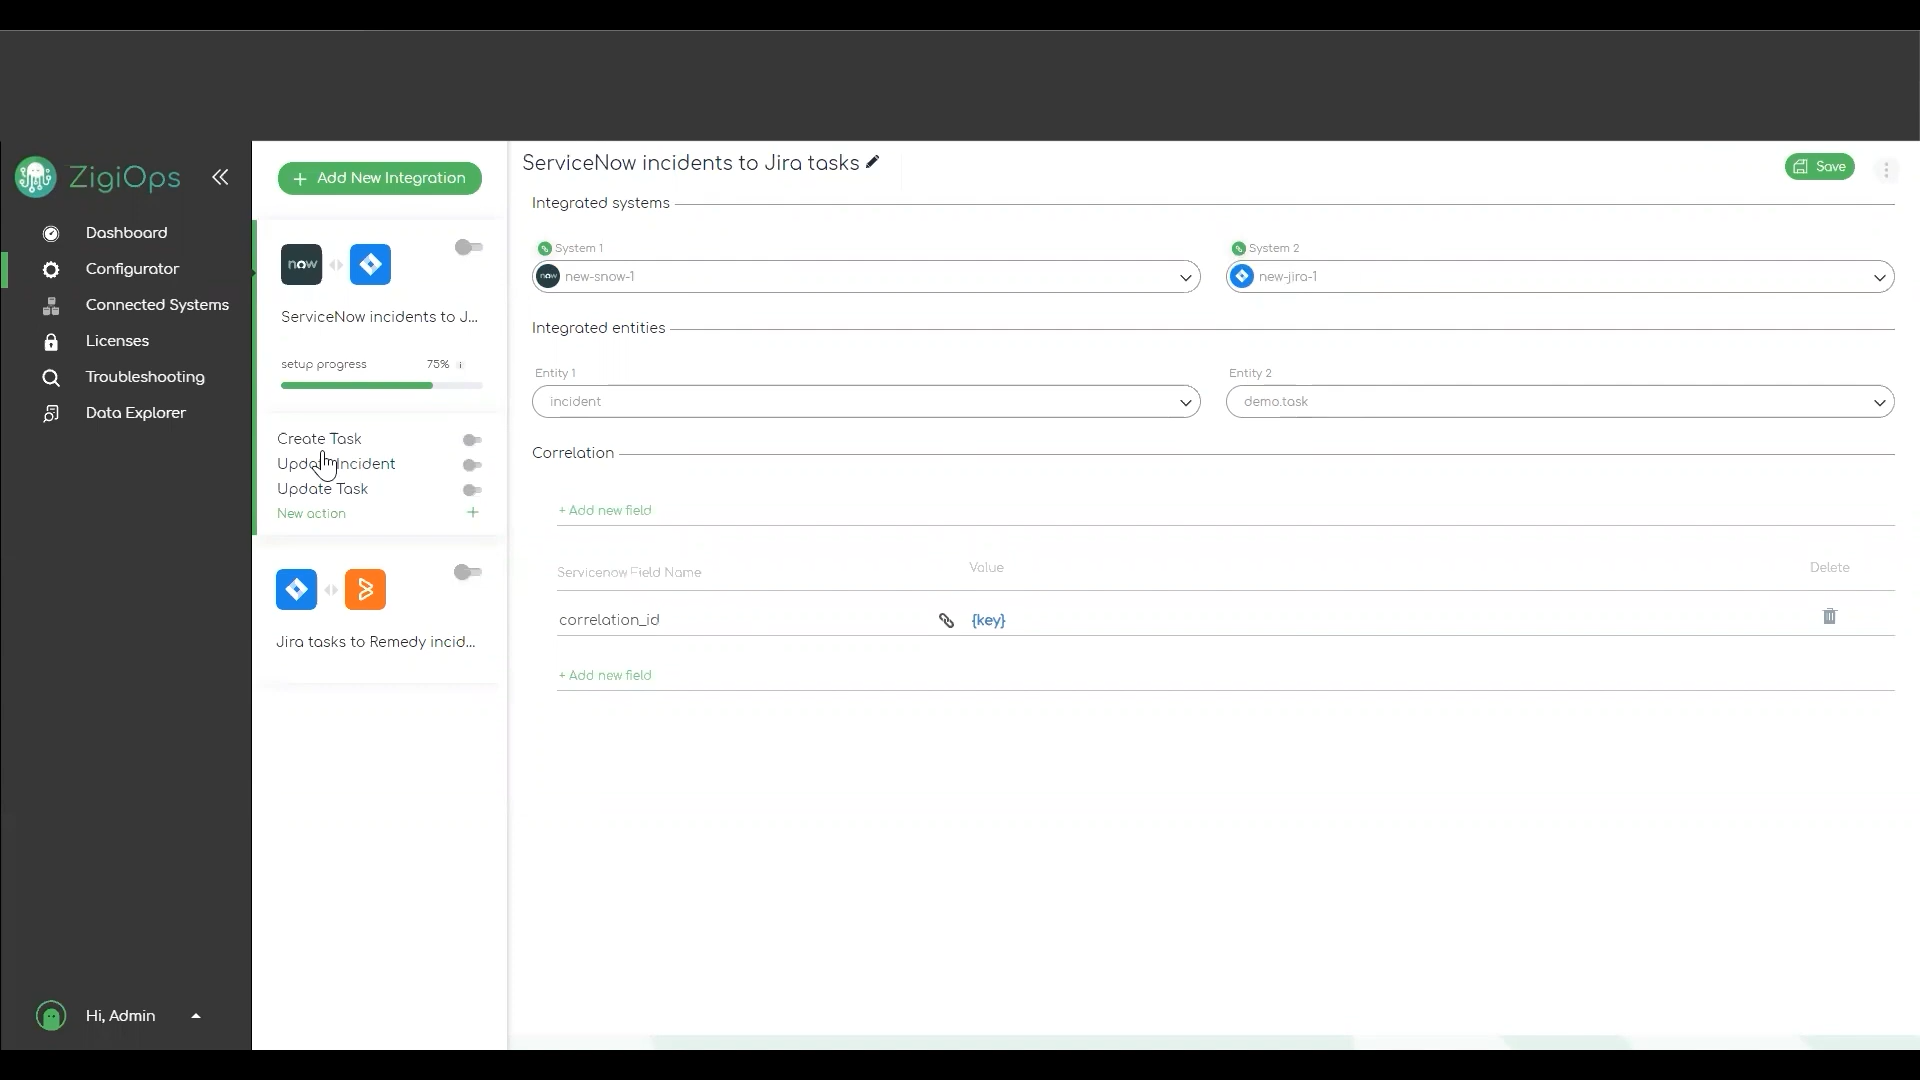 ZigiOps
Dashboard
Configurator
Connected Systems
Licenses
Troubleshooting
Data Explorer
Hi, Admin
+ Add New Integration
now
ServiceNow incidents to J...
setup progress 75% i
Create Task
Update Incident
Update Task
New action +
Jira tasks to Remedy incid...
ServiceNow incidents to Jira tasks
Save
Integrated systems
System 1
now new-snow-1
System 2
new-jira-1
Integrated entities
Entity 1
incident
Entity 2
demo.task
Correlation
+ Add new field
Servicenow Field Name Value Delete
correlation_id {key}
+ Add new field